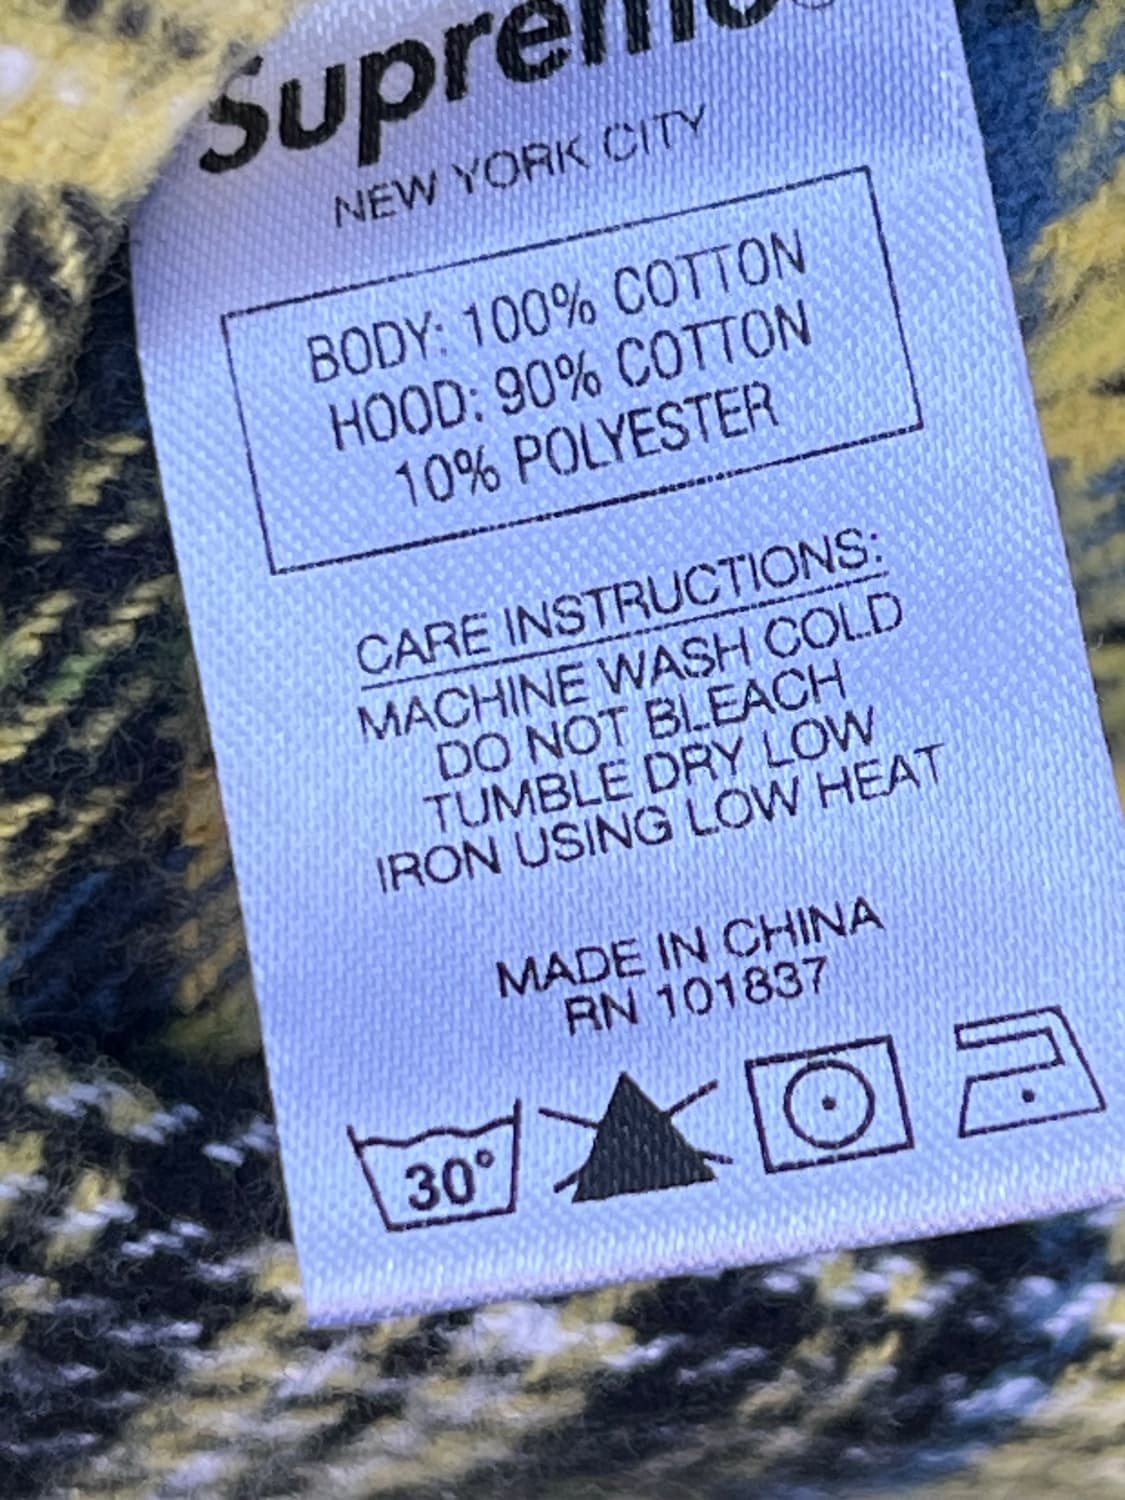 Supreme®
NEW YORK CITY
BODY: 100% COTTON
HOOD: 90% COTTON
10% POLYESTER
CARE INSTRUCTIONS:
MACHINE WASH COLD
DO NOT BLEACH
TUMBLE DRY LOW
IRON USING LOW HEAT
MADE IN CHINA
RN 101837
30°